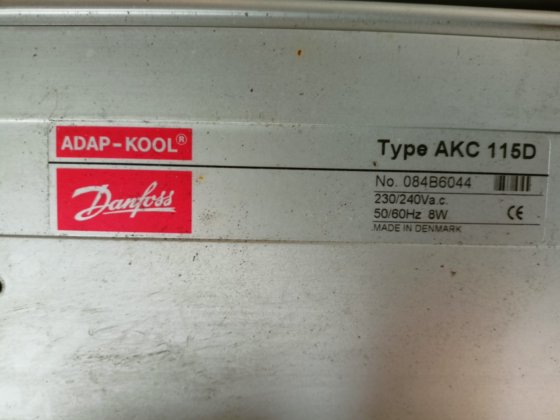 ADAP-KOOL®
Type AKC 115D
Danfoss
No. 084B6044
230/240Va.c.
50/60Hz 8W CE
MADE IN DENMARK